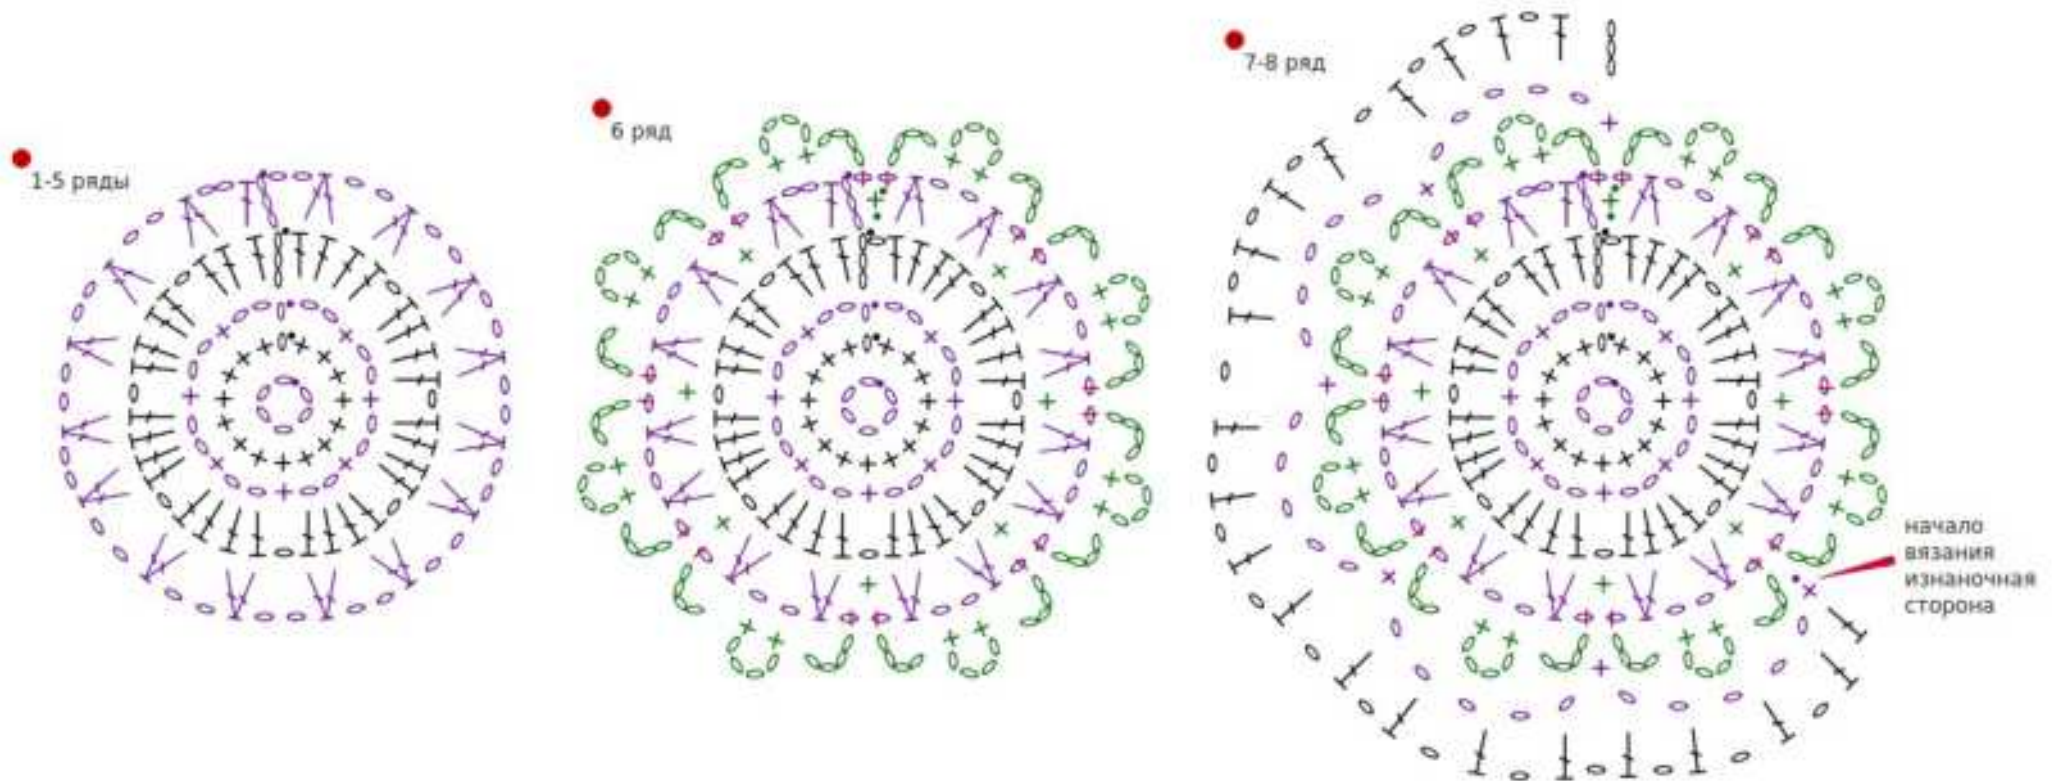 1-5 ряды
6 ряд
7-8 ряд
начало
вязания
изнаночная
сторона